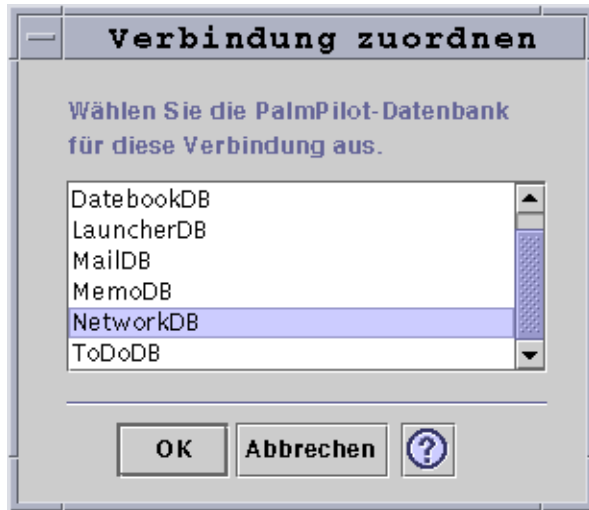 Verbindung zuordnen
Wählen Sie die PalmPilot-Datenbank
für diese Verbindung aus.
DatebookDB
LauncherDB
MailDB
MemoDB
NetworkDB
ToDoDB
OK Abbrechen ?